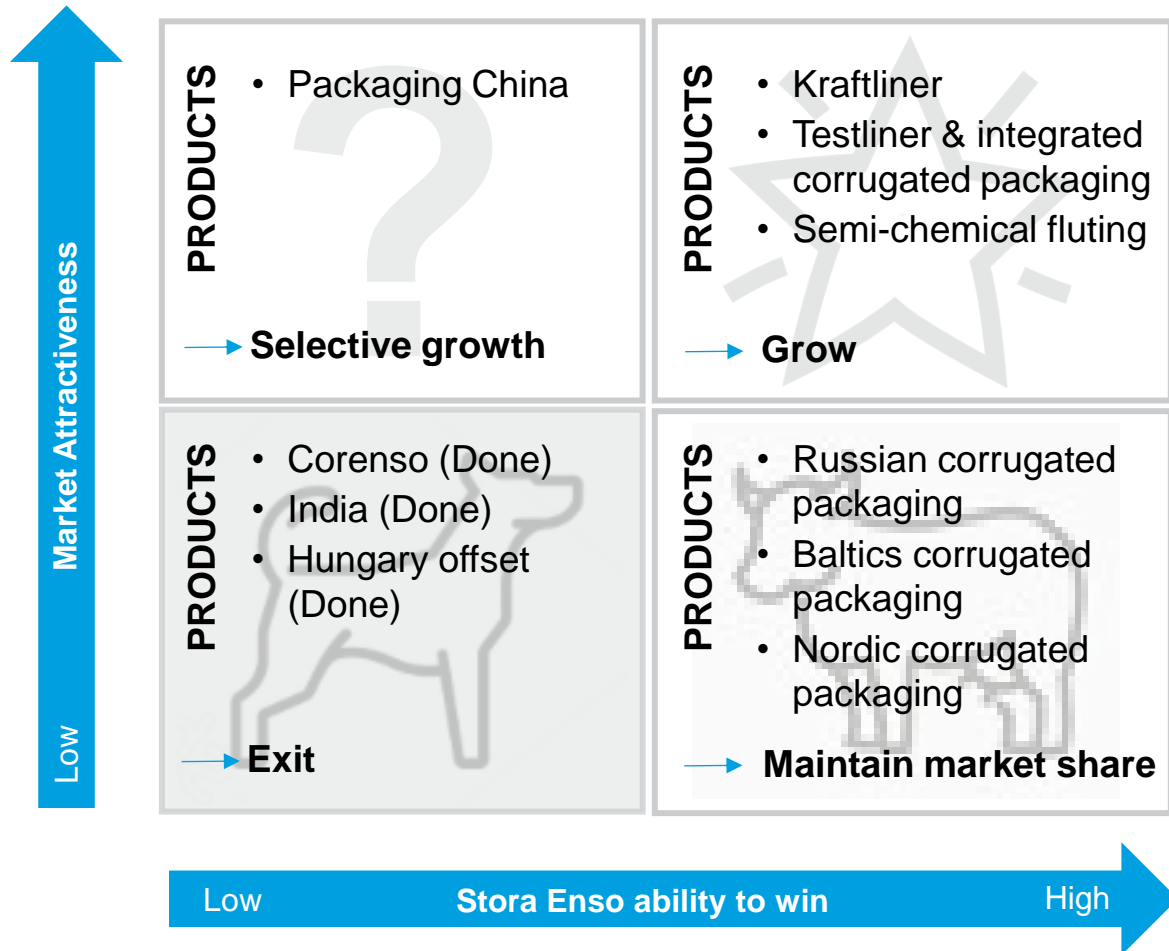 Market Attractiveness
Low
PRODUCTS
• Packaging China
Selective growth
PRODUCTS
• Kraftliner
• Testliner & integrated
corrugated packaging
• Semi-chemical fluting
Grow
PRODUCTS
• Corenso (Done)
• India (Done)
• Hungary offset
(Done)
Exit
PRODUCTS
• Russian corrugated
packaging
• Baltics corrugated
packaging
• Nordic corrugated
packaging
Maintain market share
Low Stora Enso ability to win High